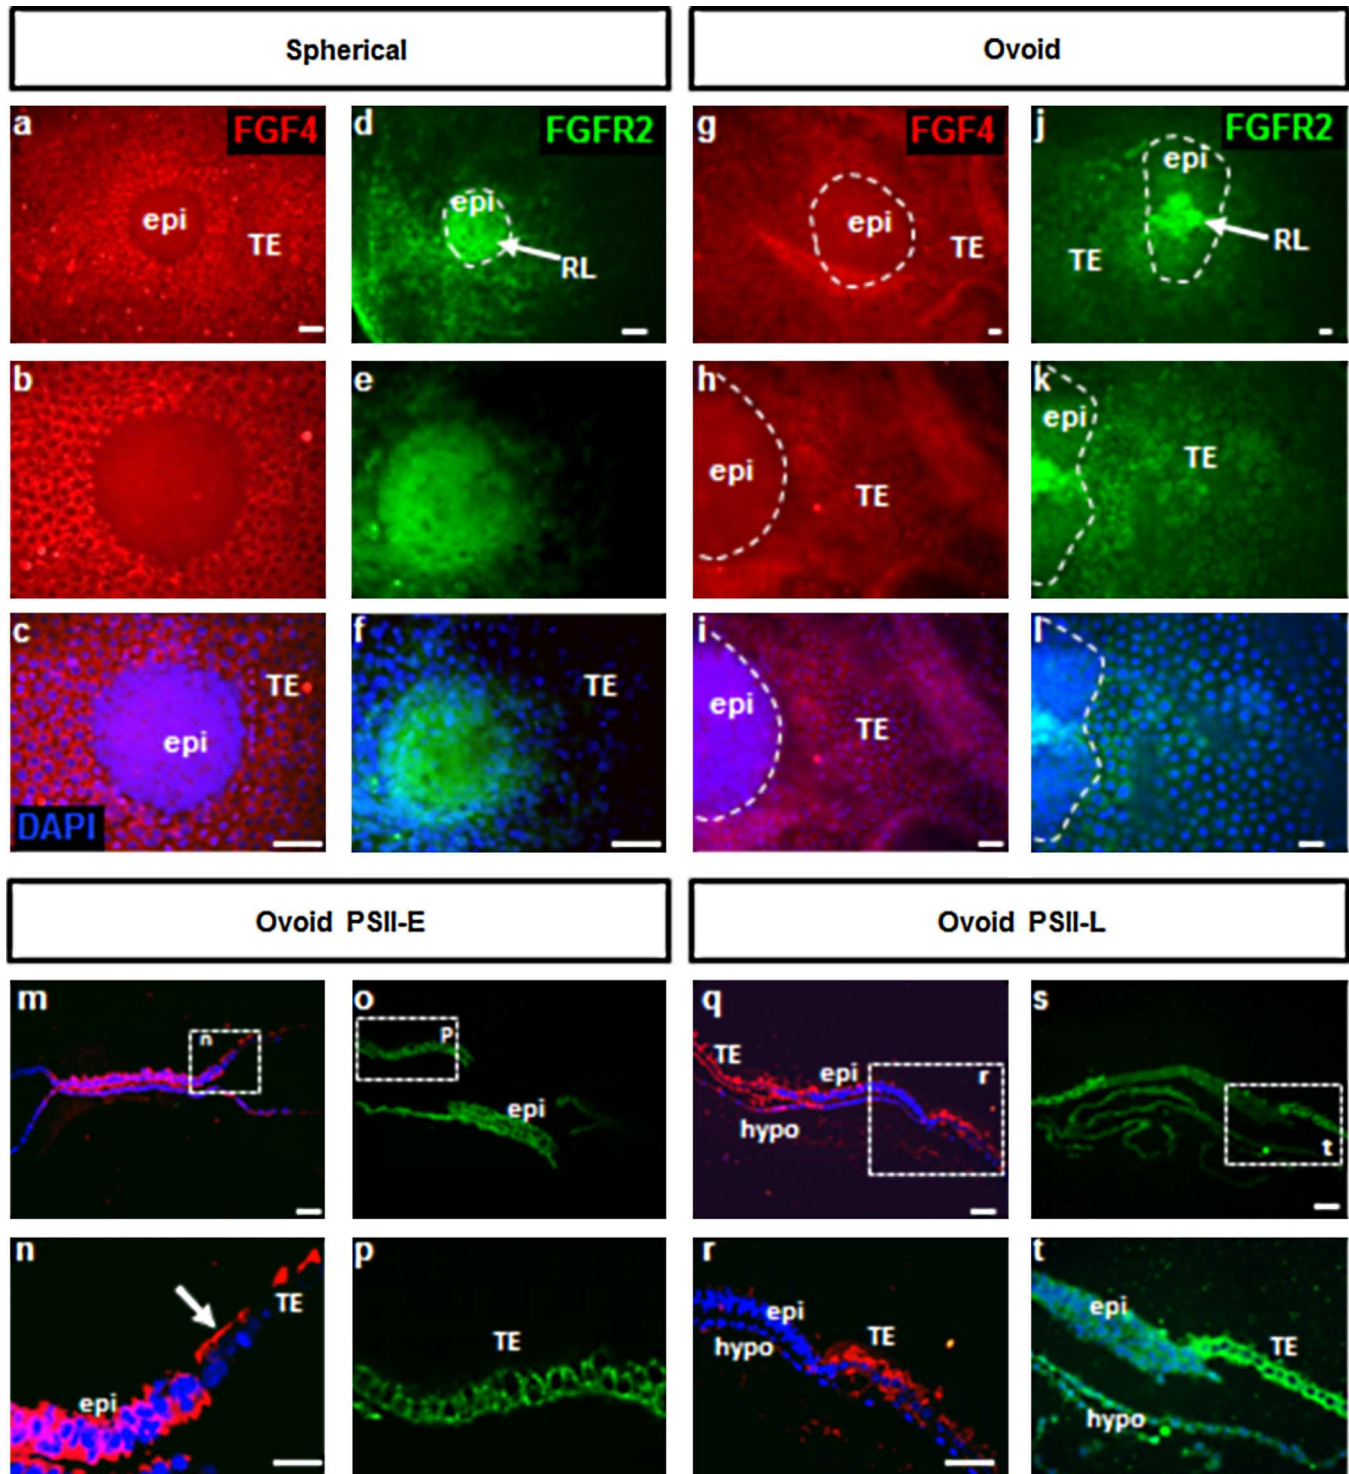 Spherical
Ovoid
a FGF4
epi
TE
d FGFR2
epi
RL
g FGF4
epi
TE
j FGFR2
epi
RL
TE
b
e
h
epi
TE
k
epi
TE
c
TE
epi
DAPI
f
TE
i
epi
TE
l
Ovoid PSII-E
Ovoid PSII-L
m
n
o
p
epi
q
TE
epi
r
hypo
s
t
n
TE
epi
p
TE
r
epi
TE
hypo
t
epi
TE
hypo